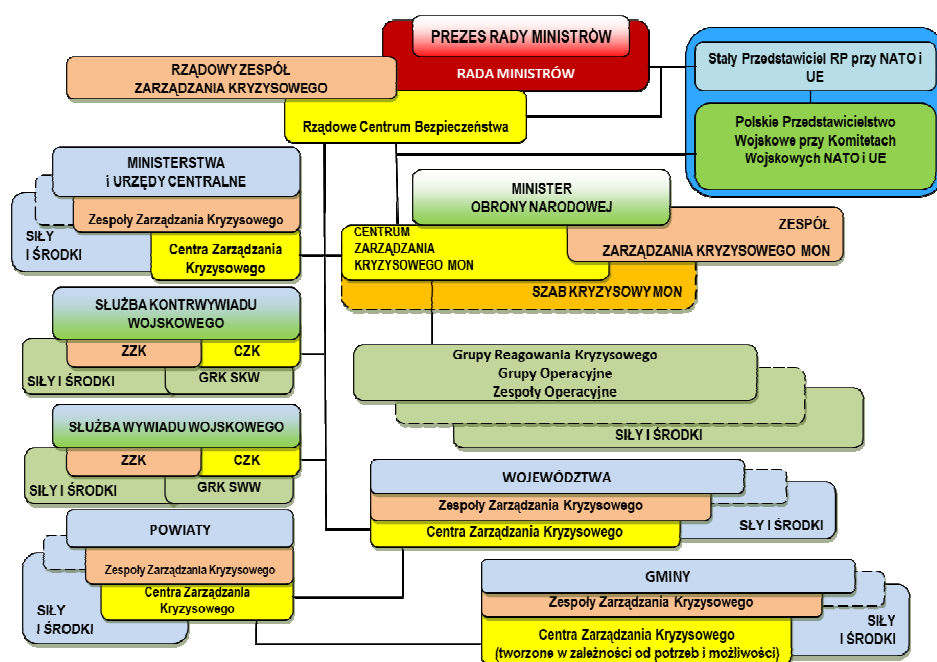 PREZES RADY MINISTRÓW
RADA MINISTRÓW
RZĄDOWY ZESPÓŁ
ZARZĄDZANIA KRYZYSOWEGO
Rządowe Centrum Bezpieczeństwa
Stały Przedstawiciel RP przy NATO i
UE
Polskie Przedstawicielstwo
Wojskowe przy Komitetach
Wojskowych NATO i UE
MINISTERSTWA
i URZĘDY CENTRALNE
Zespoły Zarządzania Kryzysowego
Centra Zarządzania
Kryzysowego
SIŁY
I ŚRODKI
MINISTER
OBRONY NARODOWEJ
CENTRUM
ZARZĄDZANIA
KRYZYSOWEGO MON
ZESPÓŁ
ZARZĄDZANIA KRYZYSOWEGO MON
SZAB KRYZYSOWY MON
SŁUŻBA KONTRWYWIADU
WOJSKOWEGO
ZZK
CZK
SIŁY I ŚRODKI
GRK SKW
Grupy Reagowania Kryzysowego
Grupy Operacyjne
Zespoły Operacyjne
SIŁY I ŚRODKI
SŁUŻBA WYWIADU WOJSKOWEGO
ZZK
CZK
SIŁY I ŚRODKI
GRK SWW
WOJEWÓDZTWA
Zespoły Zarządzania Kryzysowego
Centra Zarządzania Kryzysowego
SŁY I ŚRODKI
POWIATY
Zespoły Zarządzania Kryzysowego
Centra Zarządzania
Kryzysowego
SIŁY
I ŚRODKI
GMINY
Zespoły Zarządzania Kryzysowego
Centra Zarządzania Kryzysowego
(tworzone w zależności od potrzeb i możliwości)
SIŁY
I ŚRODKI